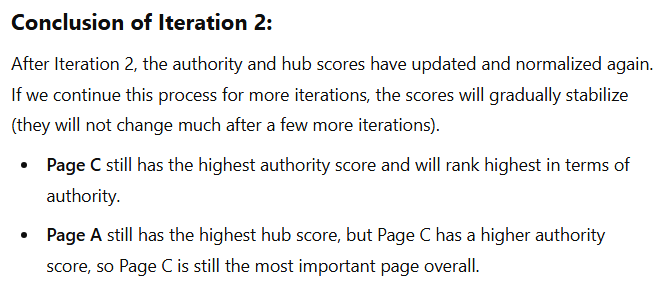 Conclusion of Iteration 2:
After Iteration 2, the authority and hub scores have updated and normalized again.
If we continue this process for more iterations, the scores will gradually stabilize
(they will not change much after a few more iterations).
• Page C still has the highest authority score and will rank highest in terms of
authority.
• Page A still has the highest hub score, but Page C has a higher authority
score, so Page C is still the most important page overall.